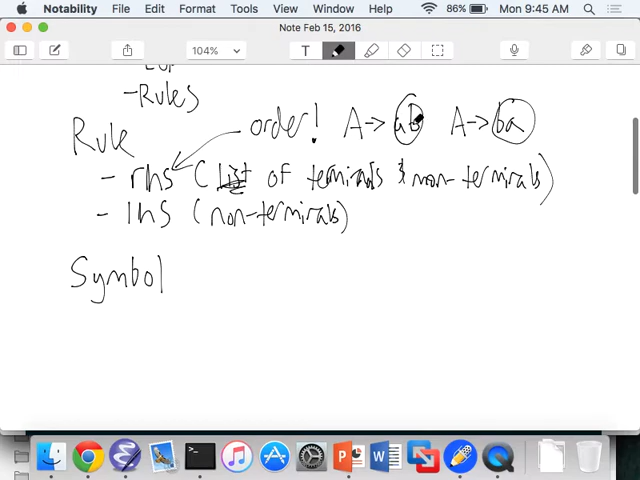 Notability File Edit Format Tools View Window Help 86% Mon 9:45 AM
Note Feb 15, 2016
104% T
-Rules
Rule order! A-> ab A-> ba
- rhs ( List of terminals & non-terminals)
- lhs (non-terminals)
Symbol